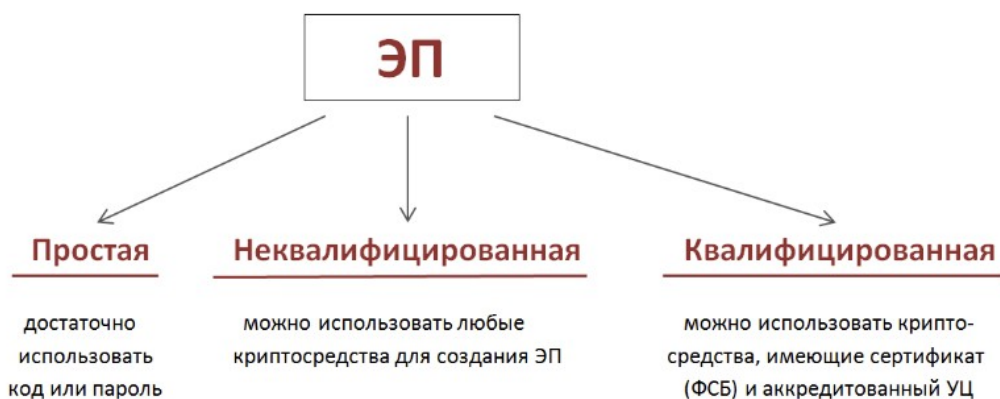 ЭП
Простая
достаточно
использовать
код или пароль
Неквалифицированная
можно использовать любые
криптосредства для создания ЭП
Квалифицированная
можно использовать крипто-
средства, имеющие сертификат
(ФСБ) и аккредитованный УЦ